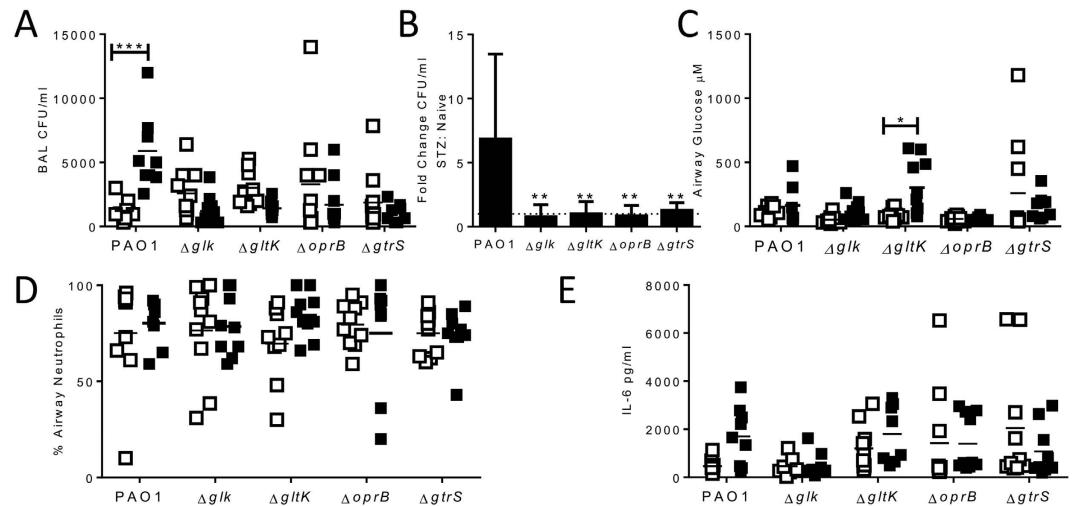 A
BAL CFU/ml
15000
10000
5000
0
***
PAO1 Δglk ΔgltK ΔoprB ΔgtrS
B
Fold Change CFU/ml
STZ: Naive
15
10
5
0
** ** ** **
PAO1 Δglk ΔgltK ΔoprB ΔgtrS
C
Airway Glucose µM
1500
1000
500
0
*
PAO1 Δglk ΔgltK ΔoprB ΔgtrS
D
% Airway Neutrophils
100
50
0
PAO1 Δglk ΔgltK ΔoprB ΔgtrS
E
IL-6 pg/ml
8000
6000
4000
2000
0
PAO1 Δglk ΔgltK ΔoprB ΔgtrS